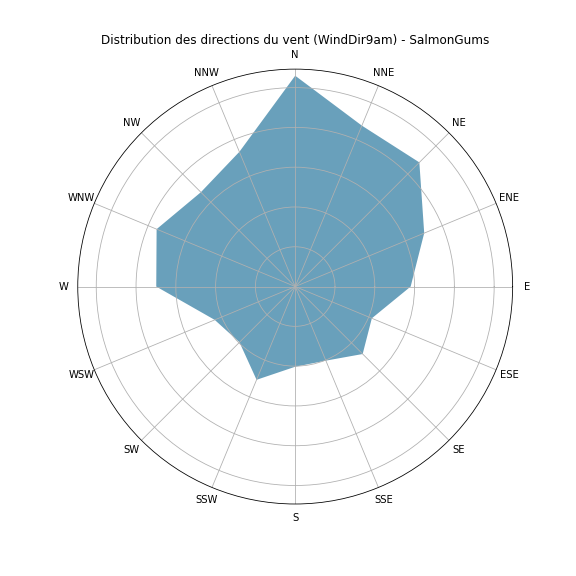 Distribution des directions du vent (WindDir9am) - SalmonGums
N
NNW
NNE
NW
NE
WNW
ENE
W
E
WSW
ESE
SW
SE
SSW
SSE
S